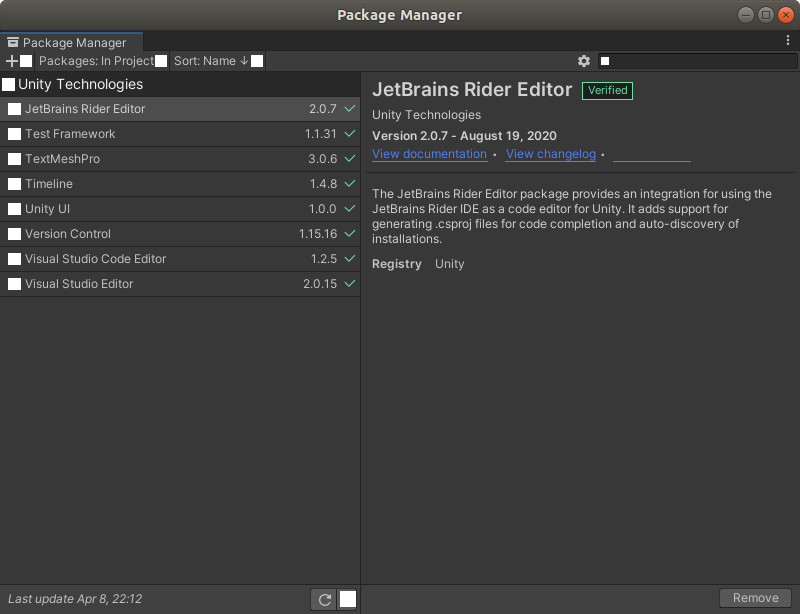 Package Manager
Package Manager
Packages: In Project Sort: Name ↓
Unity Technologies
JetBrains Rider Editor 2.0.7
Test Framework 1.1.31
TextMeshPro 3.0.6
Timeline 1.4.8
Unity UI 1.0.0
Version Control 1.15.16
Visual Studio Code Editor 1.2.5
Visual Studio Editor 2.0.15
Last update Apr 8, 22:12
JetBrains Rider Editor Verified
Unity Technologies
Version 2.0.7 - August 19, 2020
View documentation • View changelog •
The JetBrains Rider Editor package provides an integration for using the
JetBrains Rider IDE as a code editor for Unity. It adds support for
generating .csproj files for code completion and auto-discovery of
installations.
Registry Unity
Remove